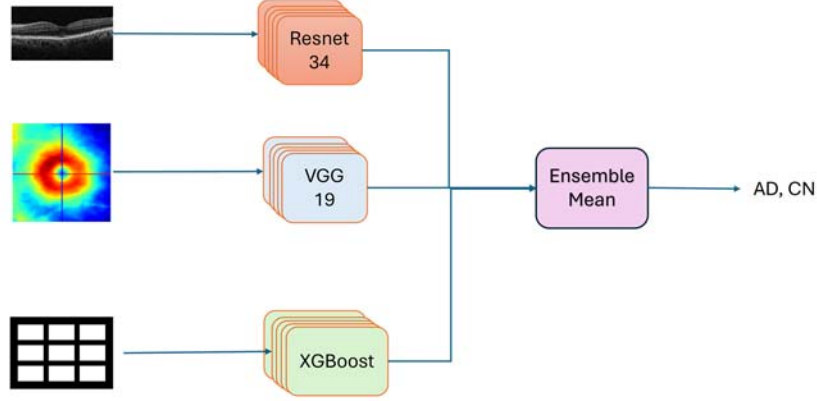 Resnet
34
VGG
19
XGBoost
Ensemble
Mean
AD, CN